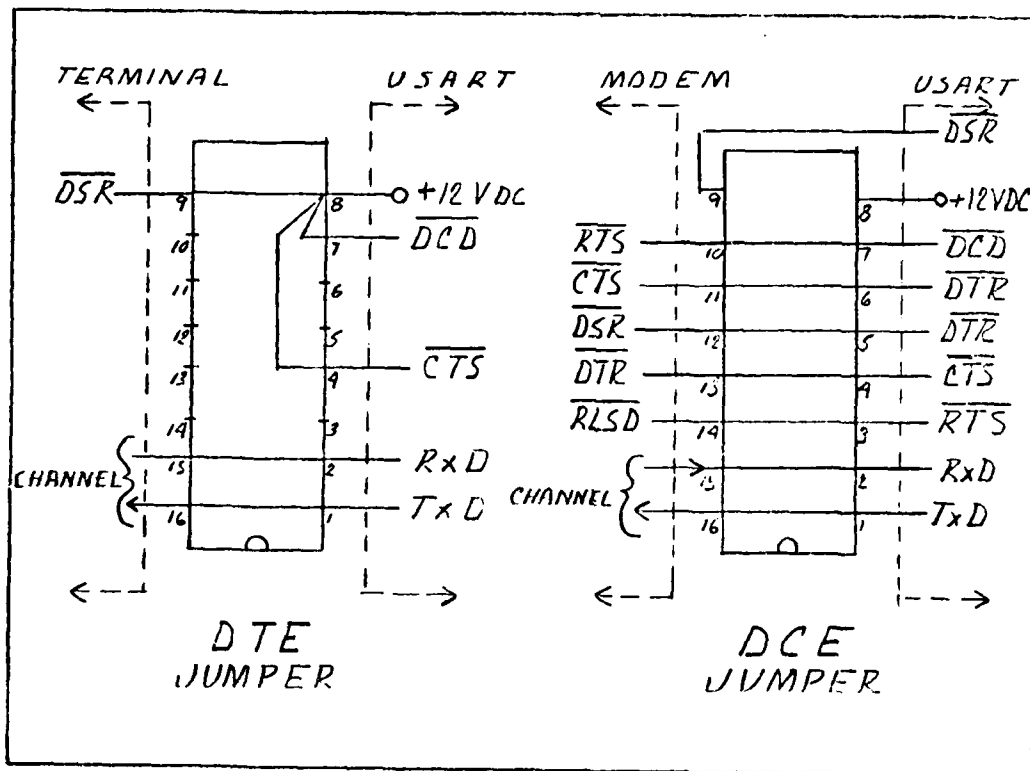 TERMINAL USART
DSR 9 8 +12 VDC
10 7 DCD
11 6
12 5
13 4 CTS
14 3
CHANNEL 15 2 RxD
16 1 TxD
DTE
JUMPER
MODEM USART
DSR
9 8 +12VDC
RTS 10 7 DCD
CTS 11 6 DTR
DSR 12 5 DTR
DTR 13 4 CTS
RLSD 14 3 RTS
CHANNEL 15 2 RxD
16 1 TxD
DCE
JUMPER